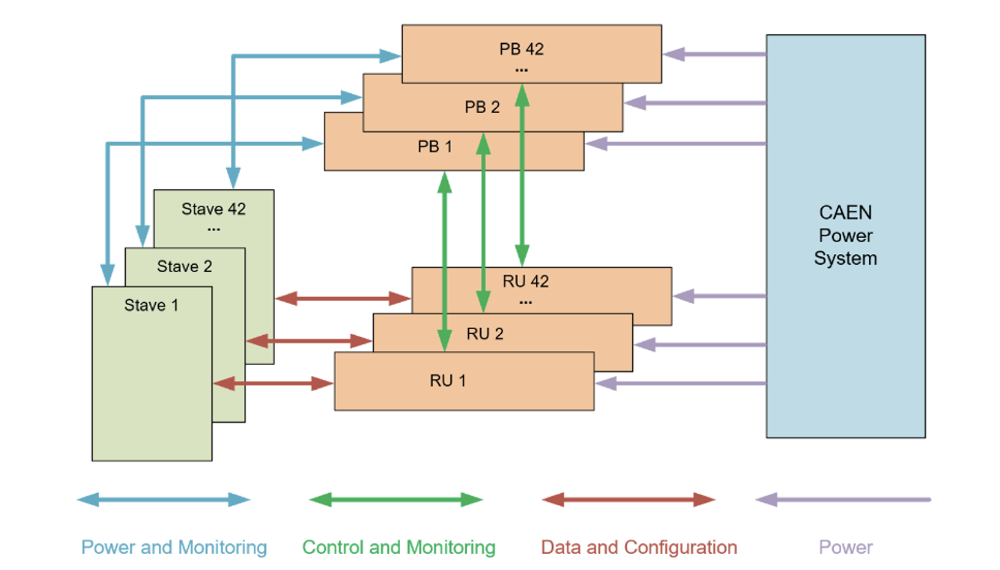 PB 42
...
PB 2
PB 1
Stave 42
...
Stave 2
Stave 1
RU 42
...
RU 2
RU 1
CAEN
Power
System
Power and Monitoring
Control and Monitoring
Data and Configuration
Power